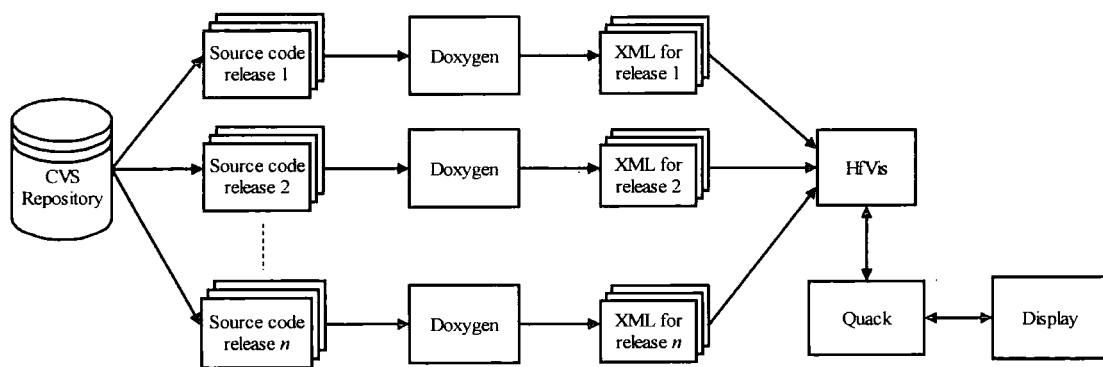 Source code
release 1
Doxygen
XML for
release 1
CVS
Repository
Source code
release 2
Doxygen
XML for
release 2
HfVis
Source code
release n
Doxygen
XML for
release n
Quack
Display